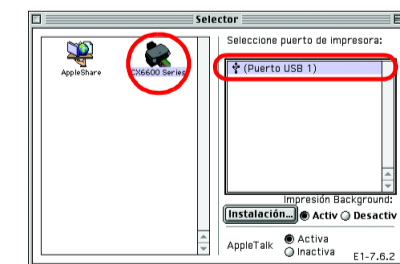 Selector
Seleccione puerto de impresora:
AppleShare
CX6600 Series
(Puerto USB 1)
Impresión Background:
Instalación...
Activ
Desactiv
AppleTalk
Activa
Inactiva
E1-7.6.2